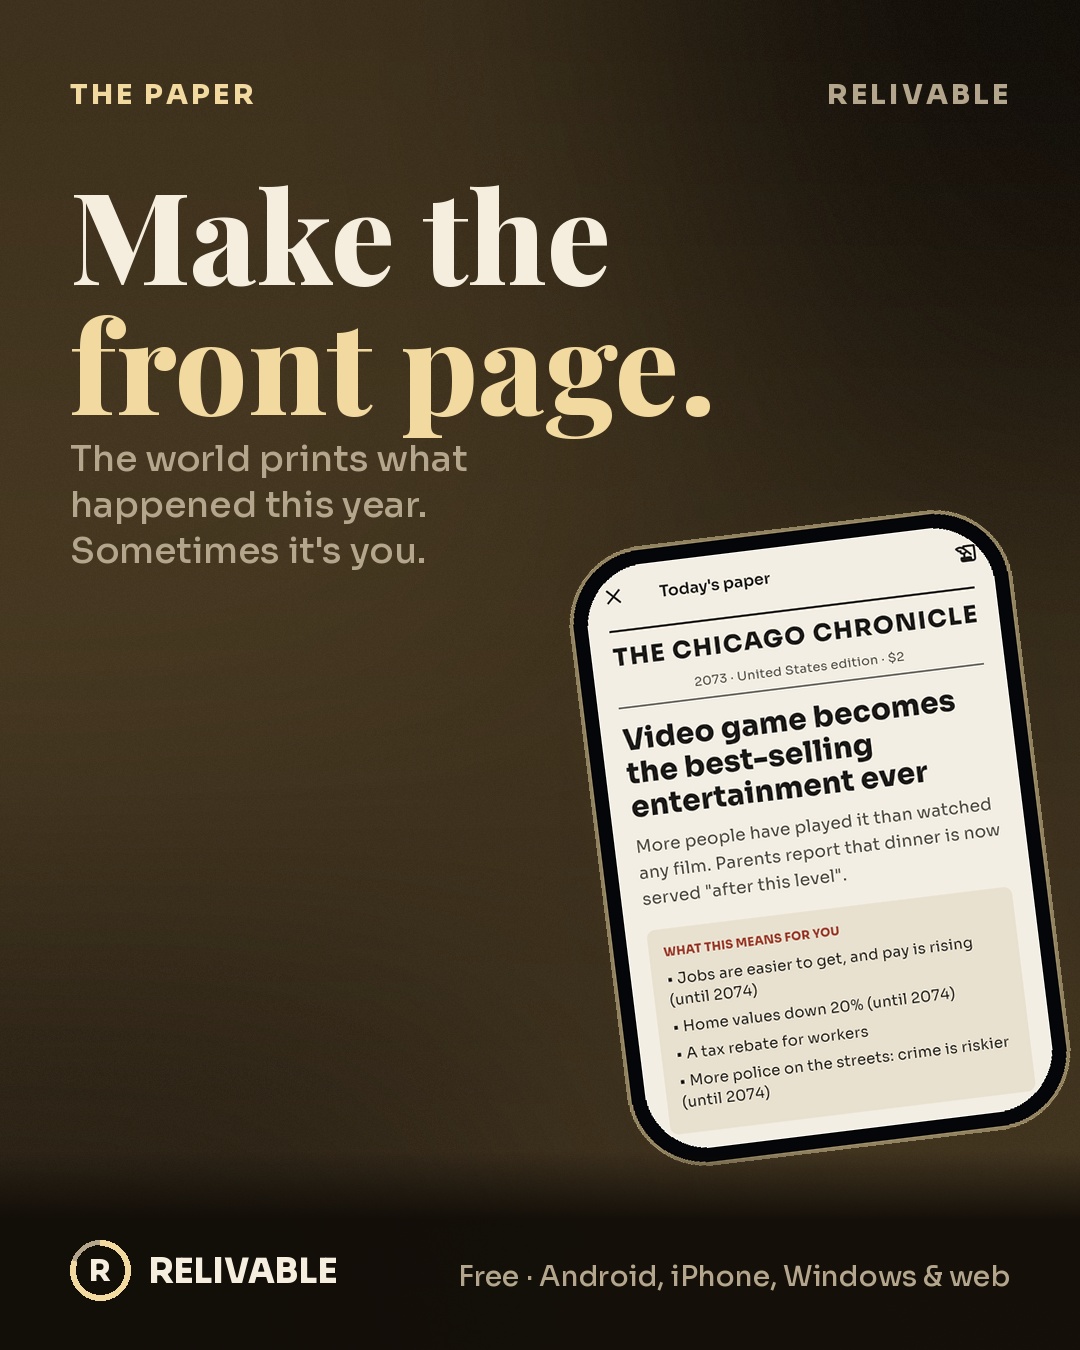 THE PAPER
RELIVABLE
Make the
front page.
The world prints what
happened this year.
Sometimes it's you.
Today's paper
THE CHICAGO CHRONICLE
2073 · United States edition · $2
Video game becomes
the best-selling
entertainment ever
More people have played it than watched
any film. Parents report that dinner is now
served "after this level".
WHAT THIS MEANS FOR YOU
• Jobs are easier to get, and pay is rising
(until 2074)
• Home values down 20% (until 2074)
• A tax rebate for workers
• More police on the streets: crime is riskier
(until 2074)
R RELIVABLE
Free · Android, iPhone, Windows & web